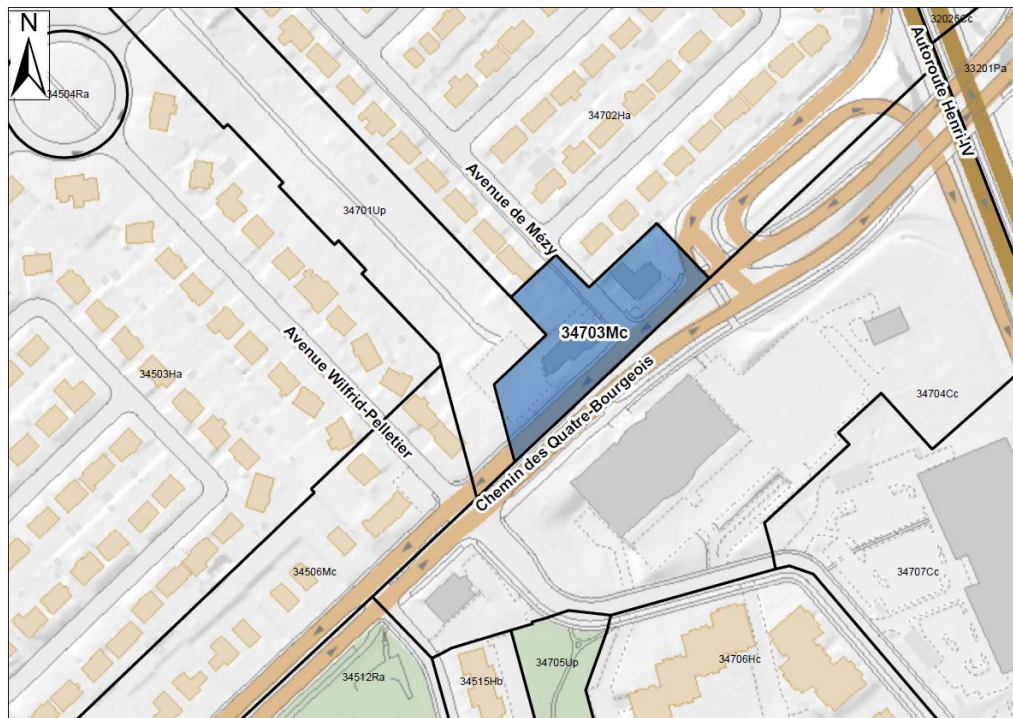 N
32026Cc
33201Pa
Autoroute Henri-IV
34504Ra
34702Ha
Avenue de Mézy
34701Up
34703Mc
Avenue Wilfrid-Pelletier
34503Ha
Chemin des Quatre-Bourgeois
34704Cc
34506Mc
34707Cc
34705Up
34706Hc
34512Ra
34515Hb